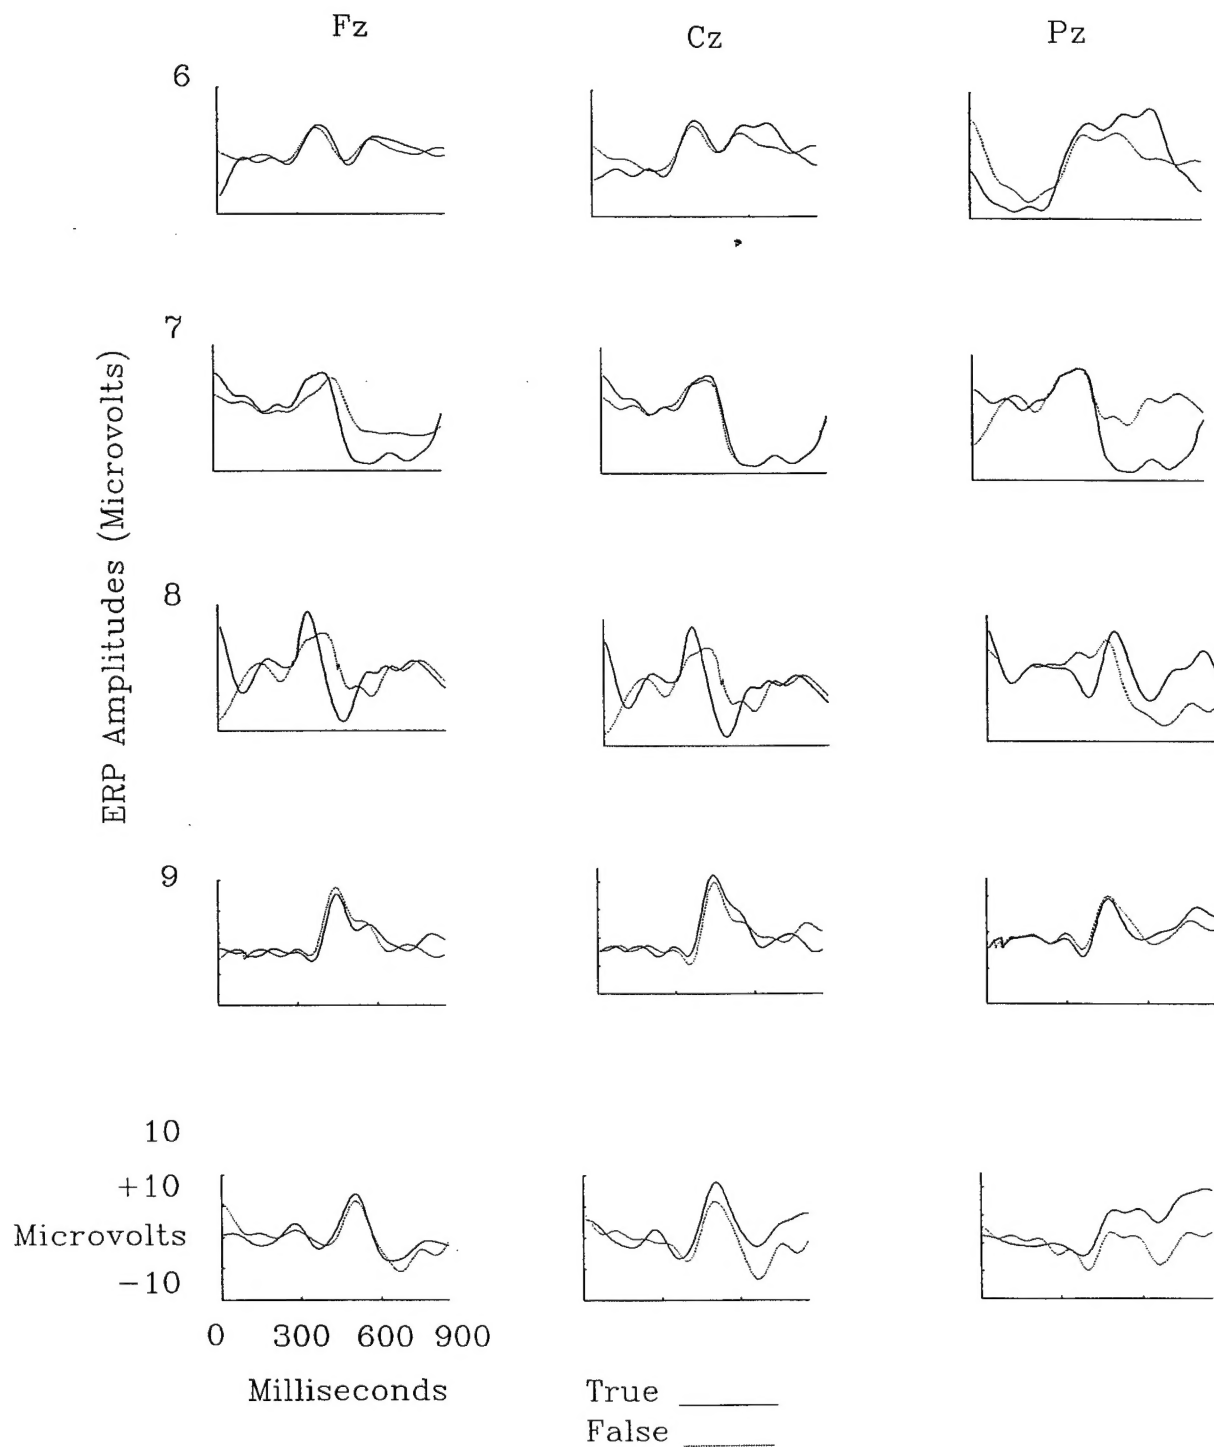 Fz Cz Pz
6
7
8
9
10
ERP Amplitudes (Microvolts)
+10
Microvolts
−10
0 300 600 900
Milliseconds
True
False